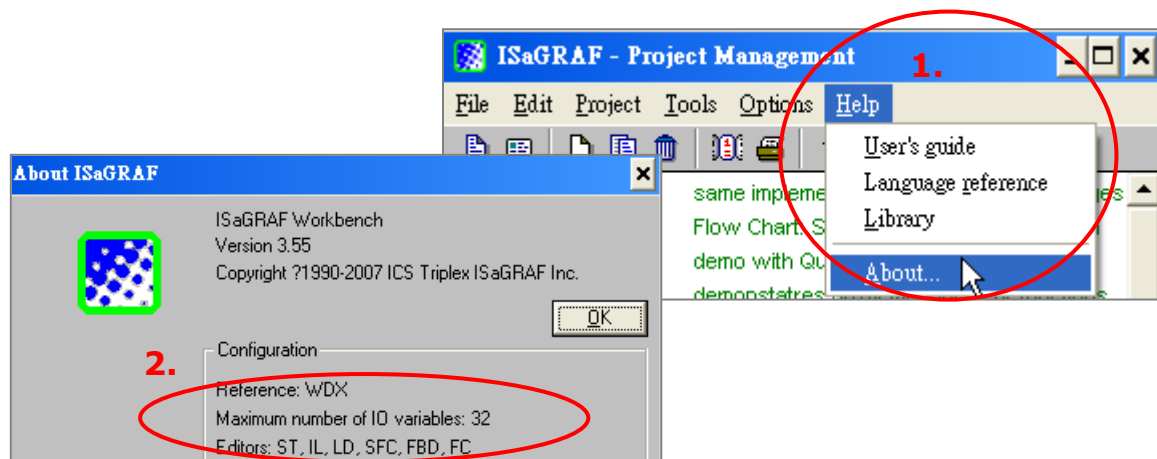 ISaGRAF - Project Management
1.
File Edit Project Tools Options Help
User's guide
Language reference
Library
About...
same impleme
Flow Chart. S
demo with Qu
demonstatres
About ISaGRAF
ISaGRAF Workbench
Version 3.55
Copyright ?1990-2007 ICS Triplex ISaGRAF Inc.
OK
Configuration
2.
Reference: WDX
Maximum number of IO variables: 32
Editors: ST, IL, LD, SFC, FBD, FC